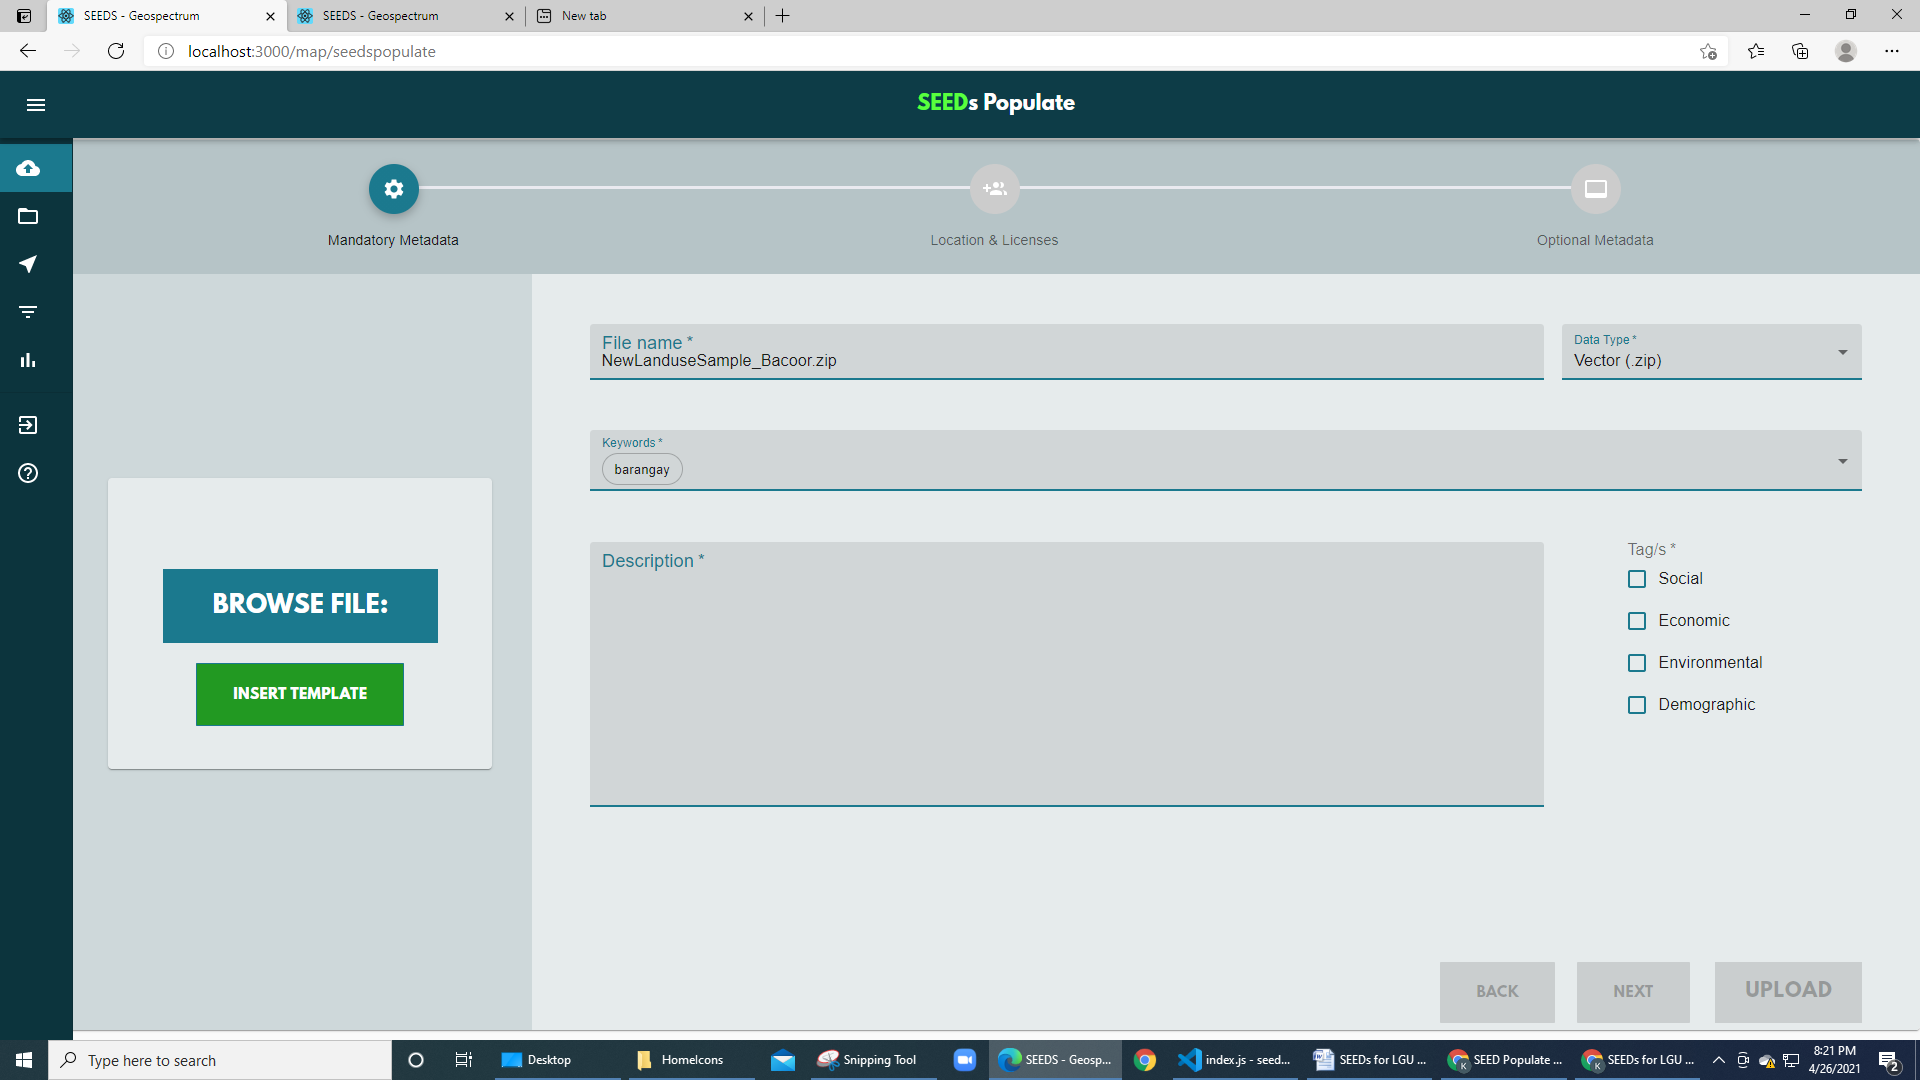 SEEDS - Geospectrum
SEEDS - Geospectrum
New tab
localhost:3000/map/seedspopulate
SEEDs Populate
Mandatory Metadata
Location & Licenses
Optional Metadata
File name *
NewLanduseSample_Bacoor.zip
Data Type *
Vector (.zip)
Keywords *
barangay
Description *
Tag/s *
Social
Economic
Environmental
Demographic
BROWSE FILE:
INSERT TEMPLATE
BACK
NEXT
UPLOAD
Type here to search
Desktop
HomeIcons
Snipping Tool
SEEDS - Geosp...
index.js - seed...
SEEDs for LGU ...
SEED Populate ...
SEEDs for LGU ...
8:21 PM
4/26/2021
2